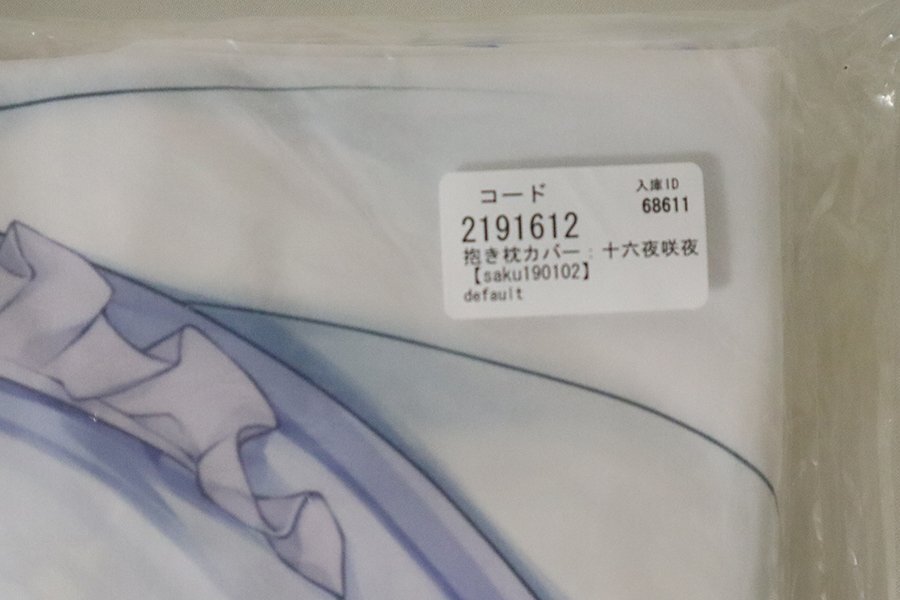 コード
入庫ID
2191612
68611
抱き枕カバー：十六夜咲夜
【saku190102】
default